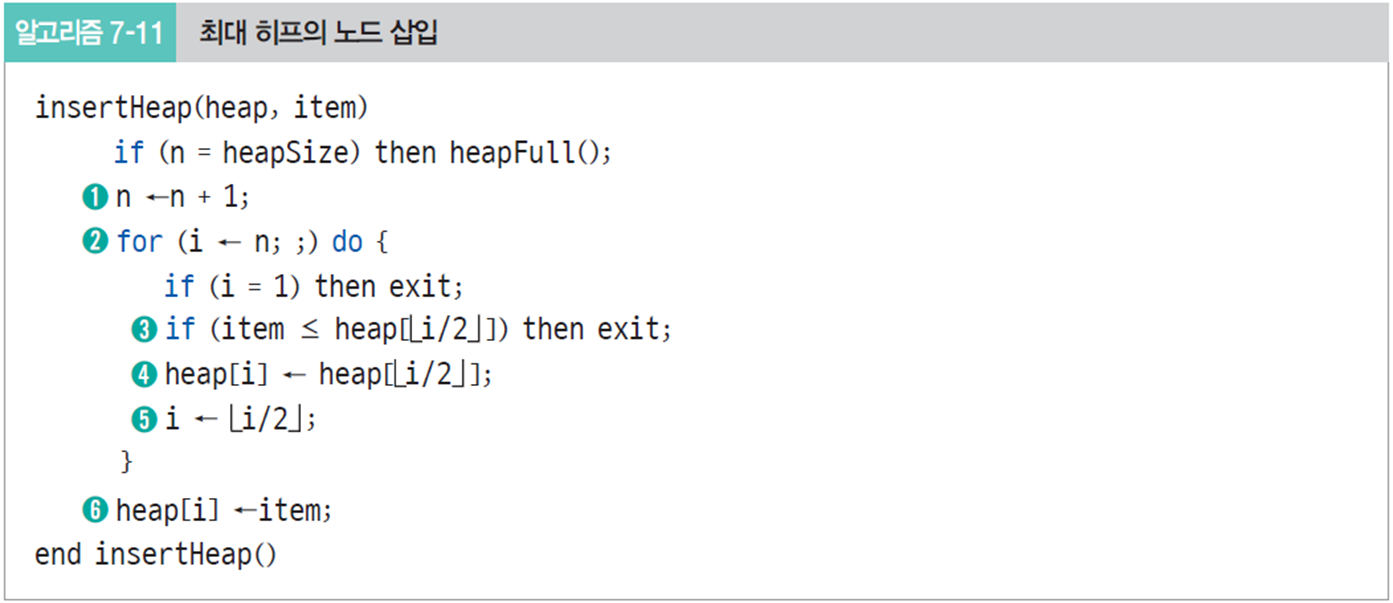 알고리즘 7-11 최대 히프의 노드 삽입
insertHeap(heap, item)
if (n = heapSize) then heapFull();
❶ n ←n + 1;
❷ for (i ← n; ;) do {
if (i = 1) then exit;
❸ if (item ≤ heap[⌊i/2⌋]) then exit;
❹ heap[i] ← heap[⌊i/2⌋];
❺ i ← ⌊i/2⌋;
}
❻ heap[i] ←item;
end insertHeap()